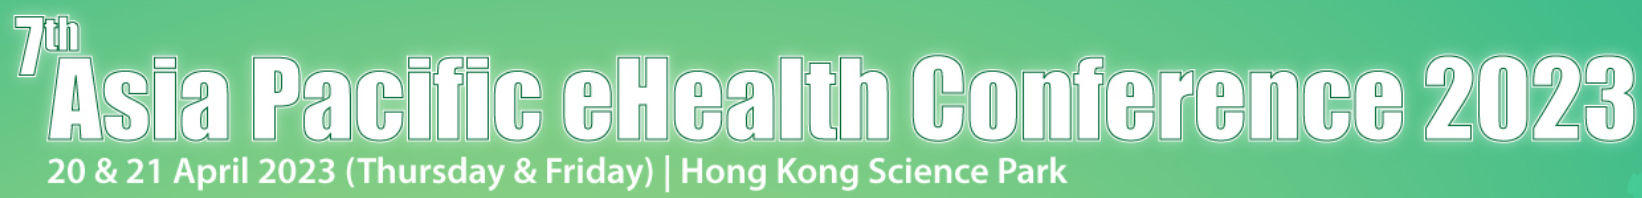 7th
Asia Pacific eHealth Conference 2023
20 & 21 April 2023 (Thursday & Friday) | Hong Kong Science Park